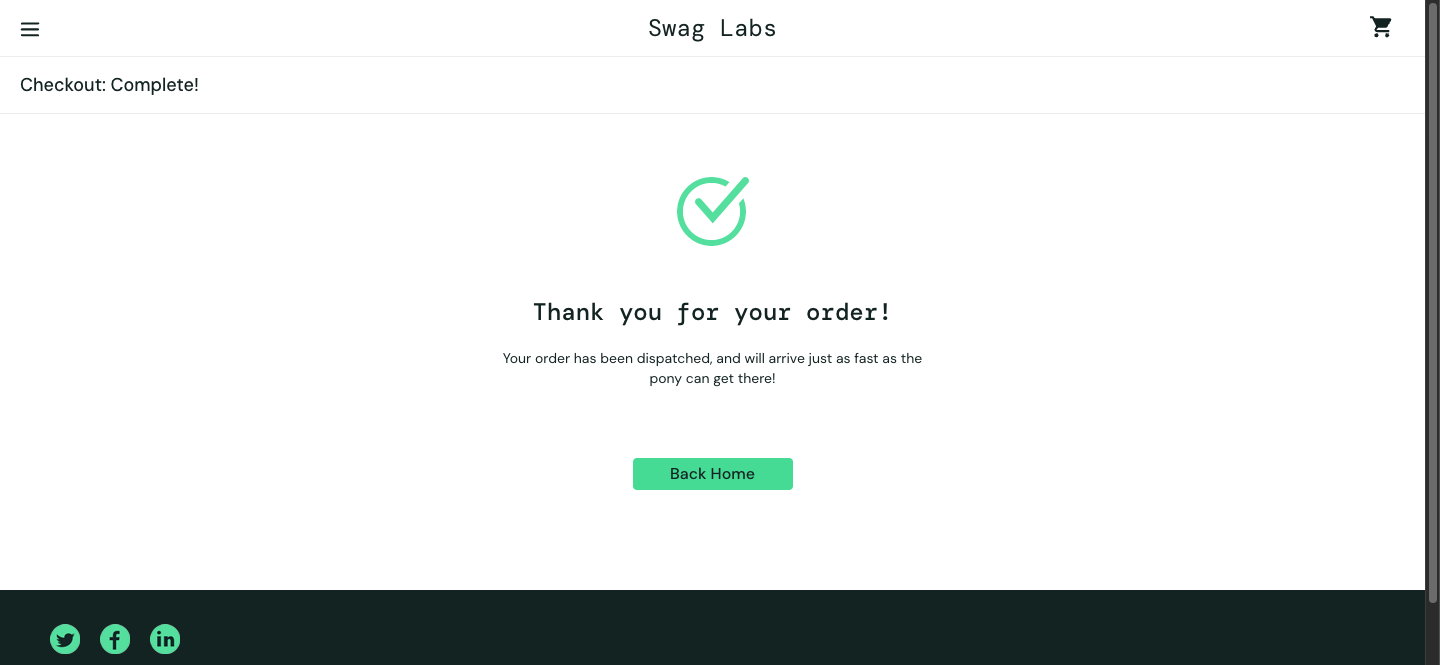 Swag Labs
Checkout: Complete!
Thank you for your order!
Your order has been dispatched, and will arrive just as fast as the
pony can get there!
Back Home